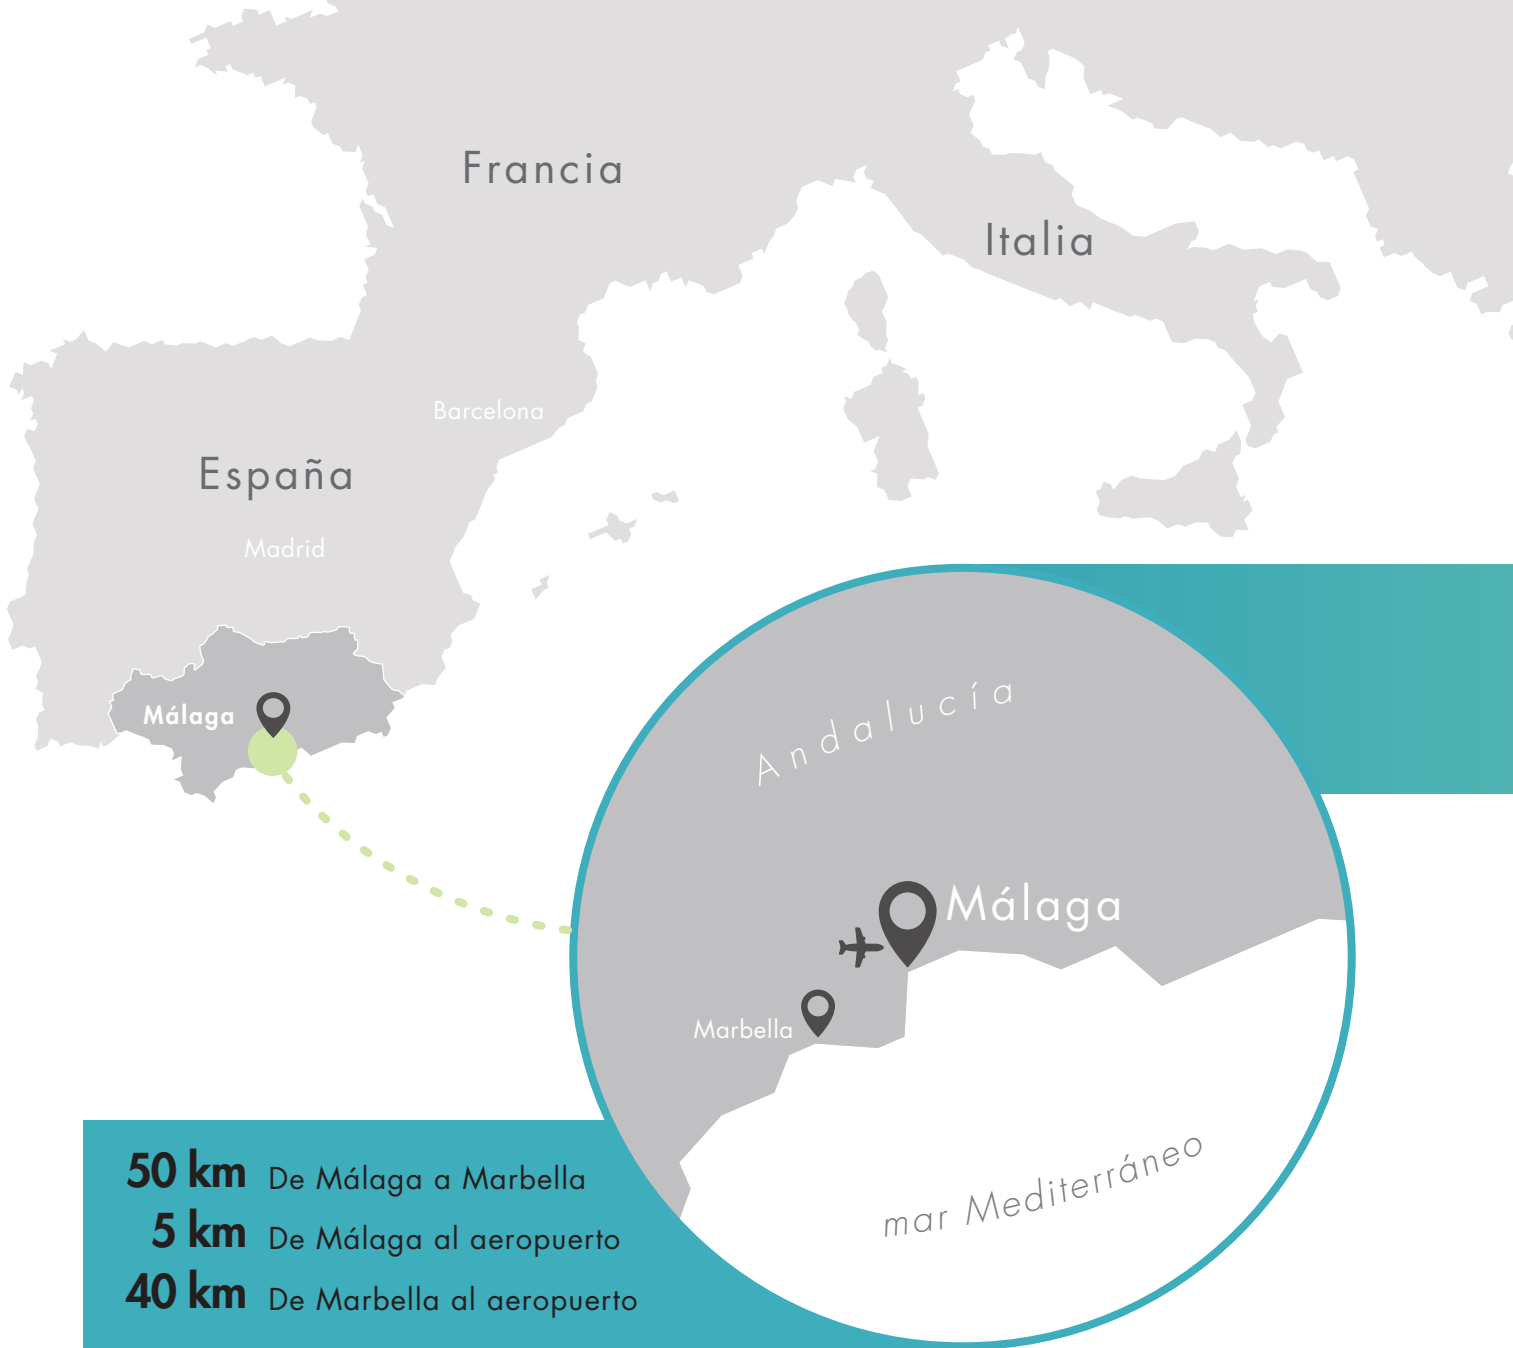 Francia
Italia
Barcelona
España
Madrid
Málaga
Andalucía
Málaga
Marbella
mar Mediterráneo
50 km De Málaga a Marbella
5 km De Málaga al aeropuerto
40 km De Marbella al aeropuerto